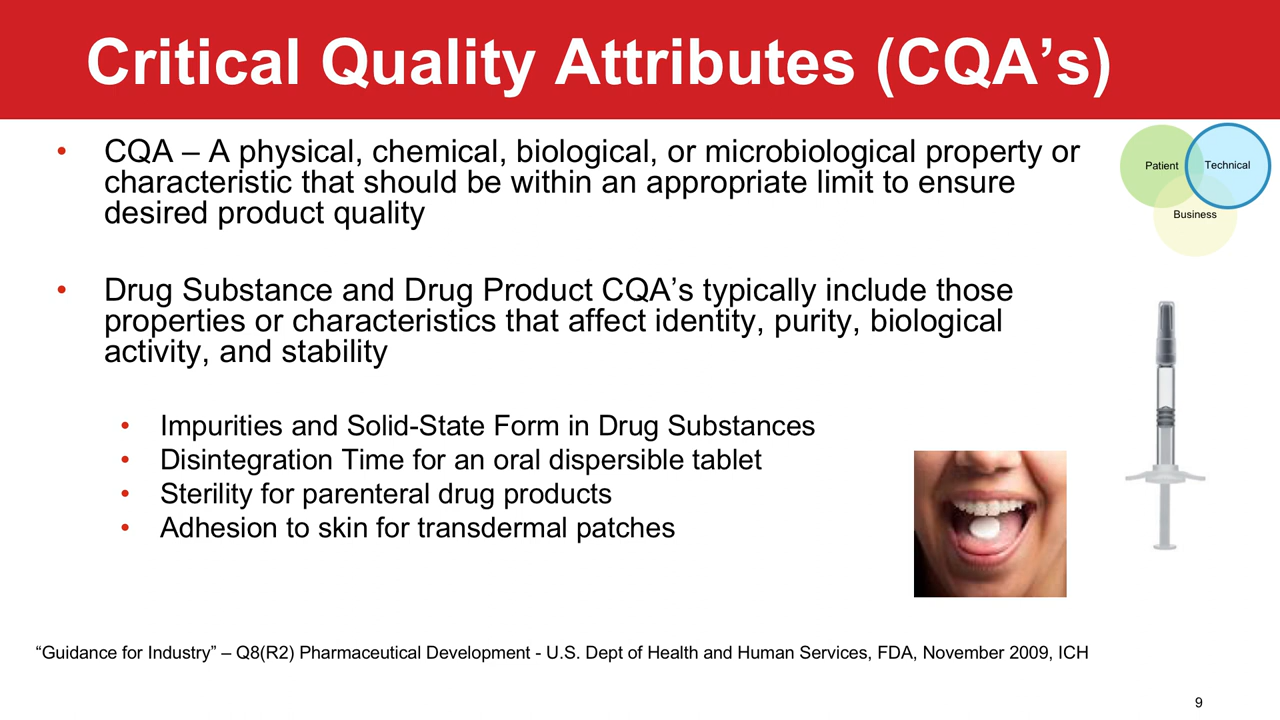 Critical Quality Attributes (CQA’s)
• CQA – A physical, chemical, biological, or microbiological property or
characteristic that should be within an appropriate limit to ensure
desired product quality
• Drug Substance and Drug Product CQA’s typically include those
properties or characteristics that affect identity, purity, biological
activity, and stability
• Impurities and Solid-State Form in Drug Substances
• Disintegration Time for an oral dispersible tablet
• Sterility for parenteral drug products
• Adhesion to skin for transdermal patches
Patient
Technical
Business
“Guidance for Industry” – Q8(R2) Pharmaceutical Development - U.S. Dept of Health and Human Services, FDA, November 2009, ICH
9